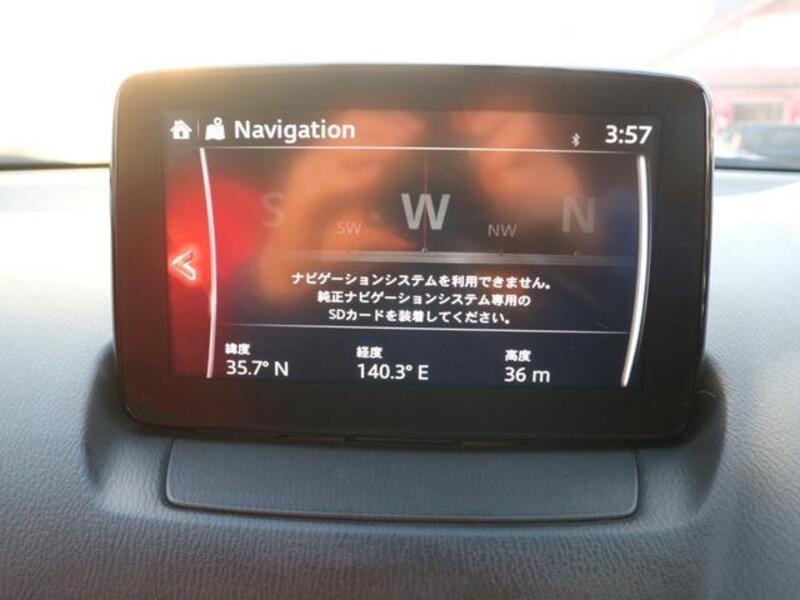 Navigation
3:57
S SW W NW N
ナビゲーションシステムを利用できません。
純正ナビゲーションシステム専用の
SDカードを装着してください。
緯度 経度 高度
35.7° N 140.3° E 36 m